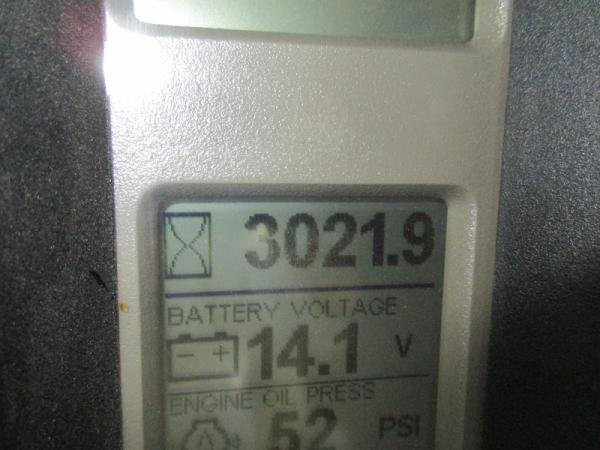 3021.9
BATTERY VOLTAGE
- + 14.1 V
ENGINE OIL PRESS
52 PSI